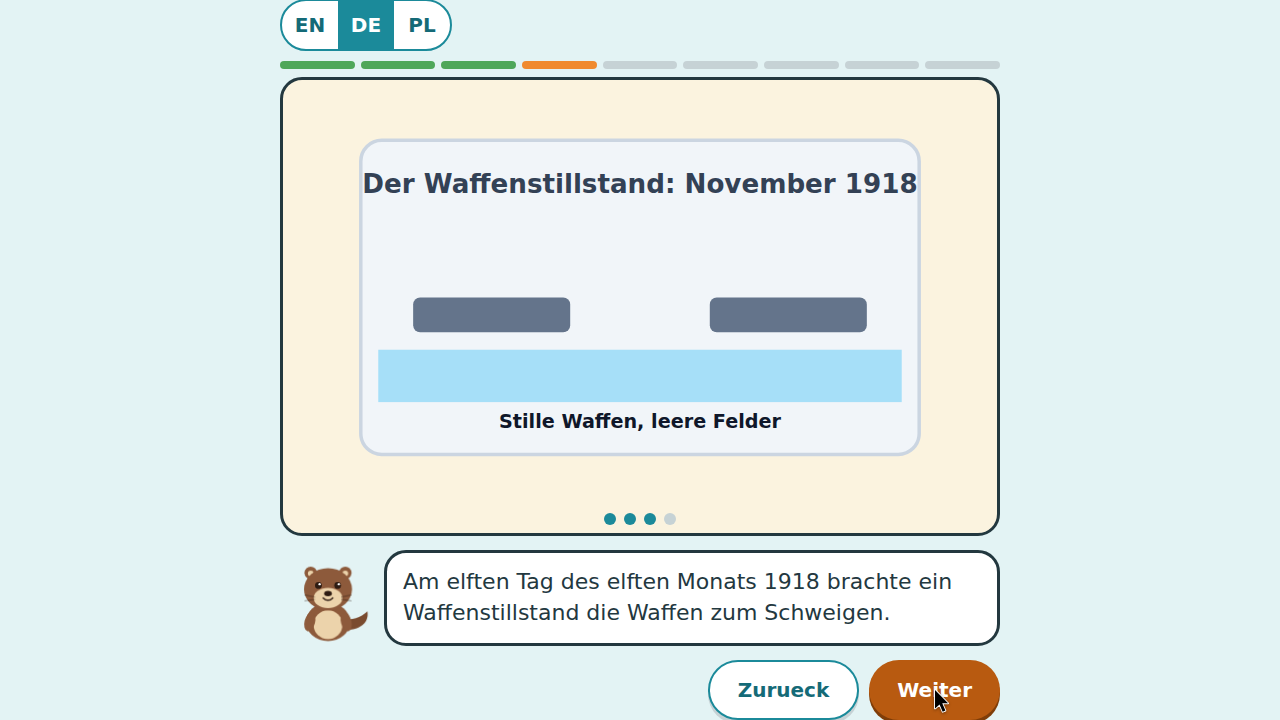 EN DE PL
Der Waffenstillstand: November 1918
Stille Waffen, leere Felder
Am elften Tag des elften Monats 1918 brachte ein
Waffenstillstand die Waffen zum Schweigen.
Zurueck Weiter